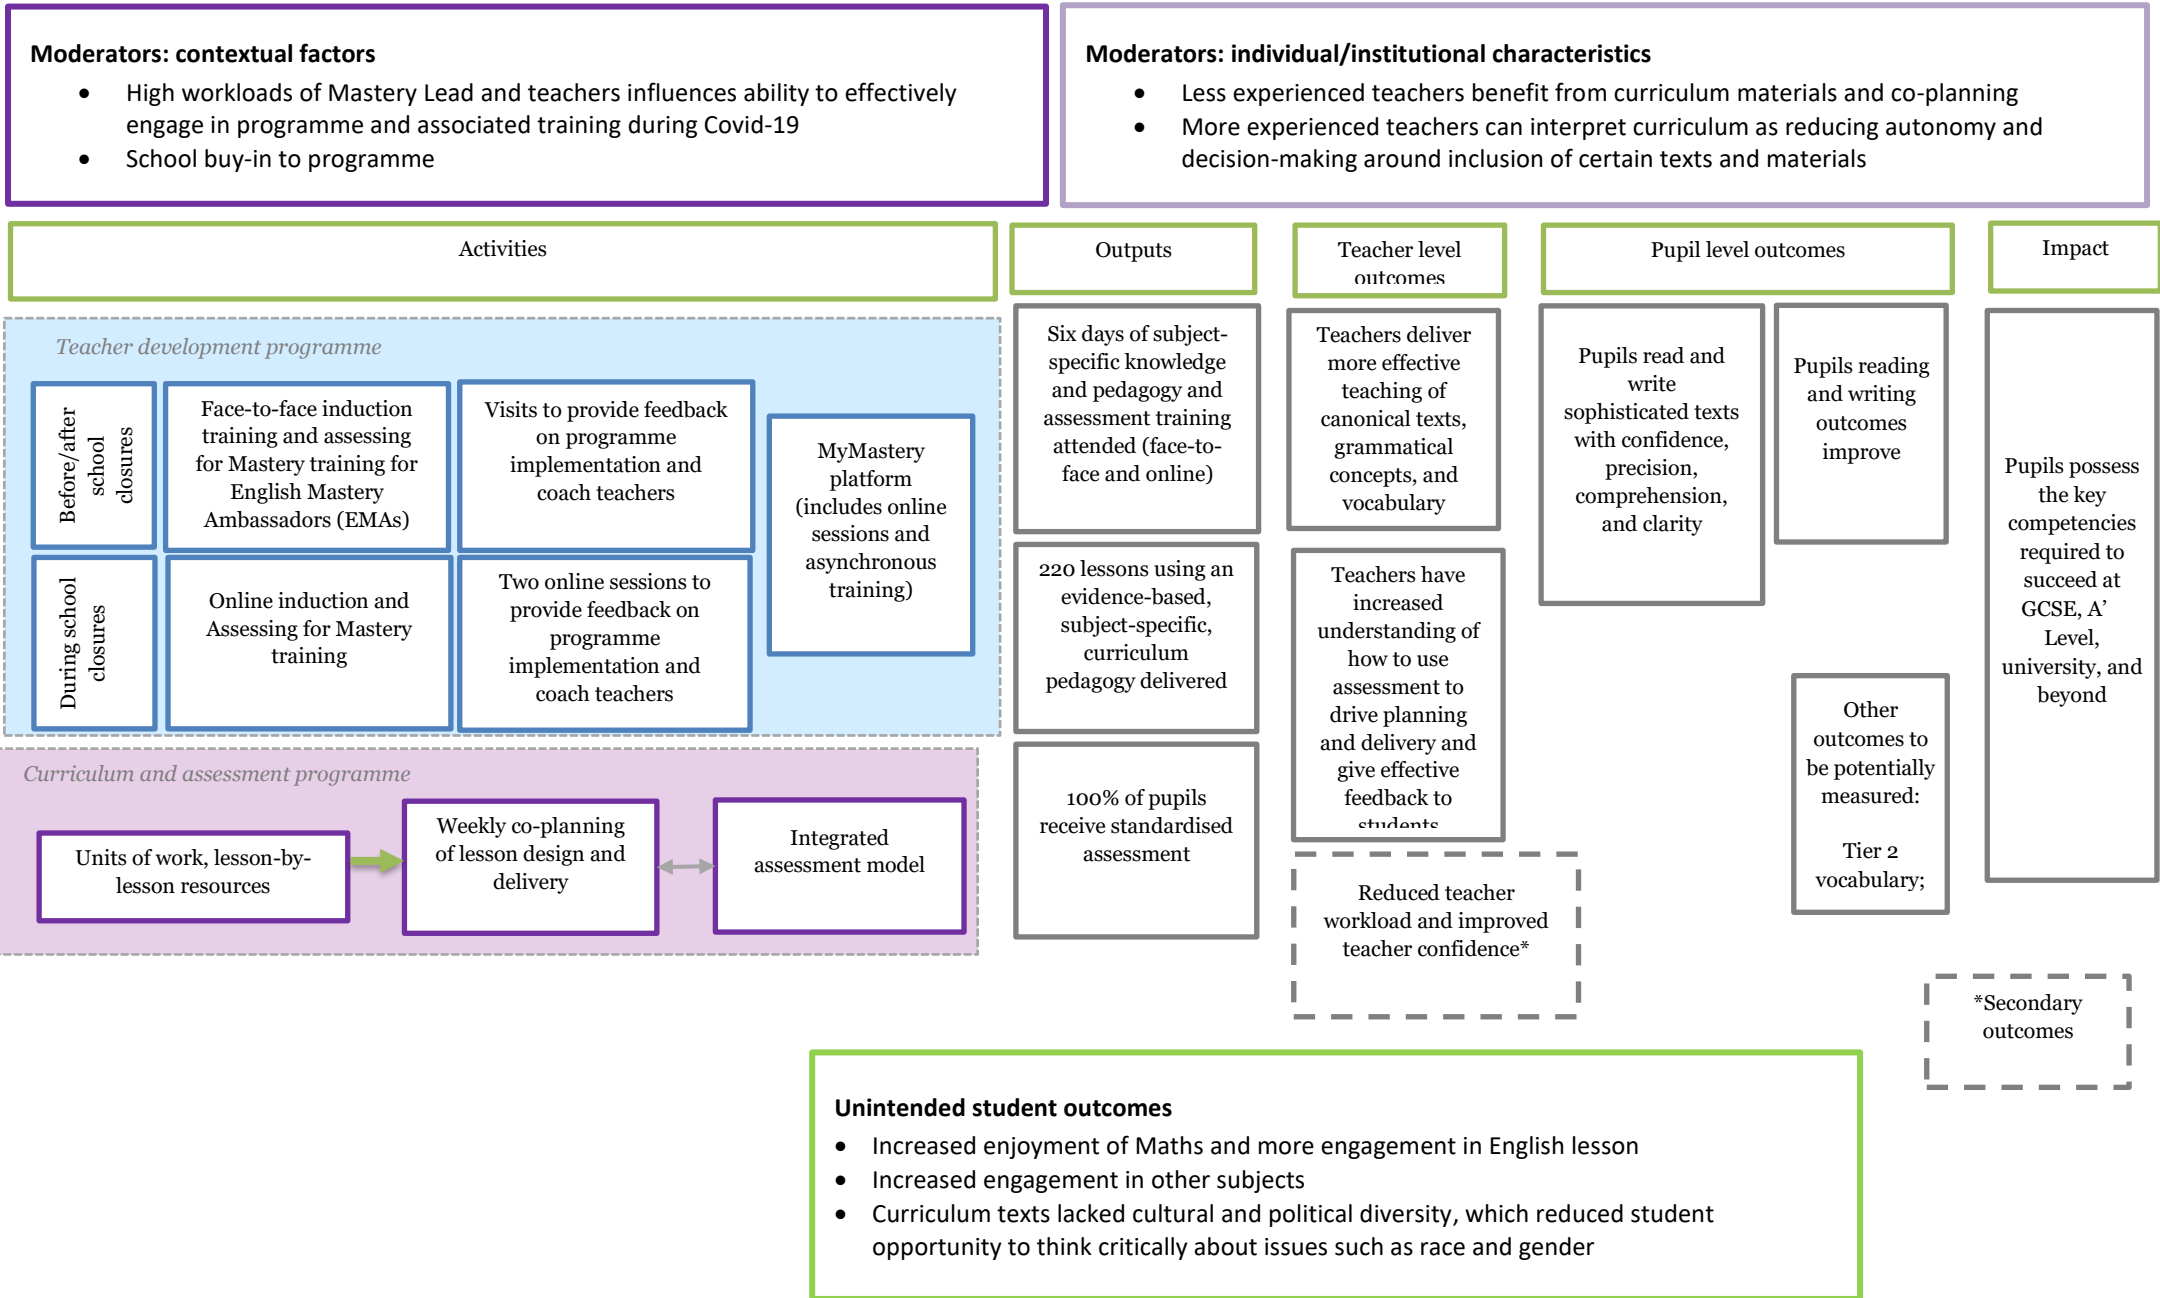 Moderators: contextual factors
• High workloads of Mastery Lead and teachers influences ability to effectively
engage in programme and associated training during Covid-19
• School buy-in to programme
Moderators: individual/institutional characteristics
• Less experienced teachers benefit from curriculum materials and co-planning
• More experienced teachers can interpret curriculum as reducing autonomy and
decision-making around inclusion of certain texts and materials
Activities
Outputs
Teacher level
outcomes
Pupil level outcomes
Impact
Teacher development programme
Before/after
school
closures
Face-to-face induction
training and assessing
for Mastery training for
English Mastery
Ambassadors (EMAs)
Visits to provide feedback
on programme
implementation and
coach teachers
MyMastery
platform
(includes online
sessions and
asynchronous
training)
During school
closures
Online induction and
Assessing for Mastery
training
Two online sessions to
provide feedback on
programme
implementation and
coach teachers
Curriculum and assessment programme
Units of work, lesson-by-
lesson resources
Weekly co-planning
of lesson design and
delivery
Integrated
assessment model
Six days of subject-
specific knowledge
and pedagogy and
assessment training
attended (face-to-
face and online)
220 lessons using an
evidence-based,
subject-specific,
curriculum
pedagogy delivered
100% of pupils
receive standardised
assessment
Teachers deliver
more effective
teaching of
canonical texts,
grammatical
concepts, and
vocabulary
Teachers have
increased
understanding of
how to use
assessment to
drive planning
and delivery and
give effective
feedback to
students
Reduced teacher
workload and improved
teacher confidence*
Pupils read and
write
sophisticated texts
with confidence,
precision,
comprehension,
and clarity
Pupils reading
and writing
outcomes
improve
Other
outcomes to
be potentially
measured:
Tier 2
vocabulary;
Pupils possess
the key
competencies
required to
succeed at
GCSE, A’
Level,
university, and
beyond
*Secondary
outcomes
Unintended student outcomes
• Increased enjoyment of Maths and more engagement in English lesson
• Increased engagement in other subjects
• Curriculum texts lacked cultural and political diversity, which reduced student
opportunity to think critically about issues such as race and gender